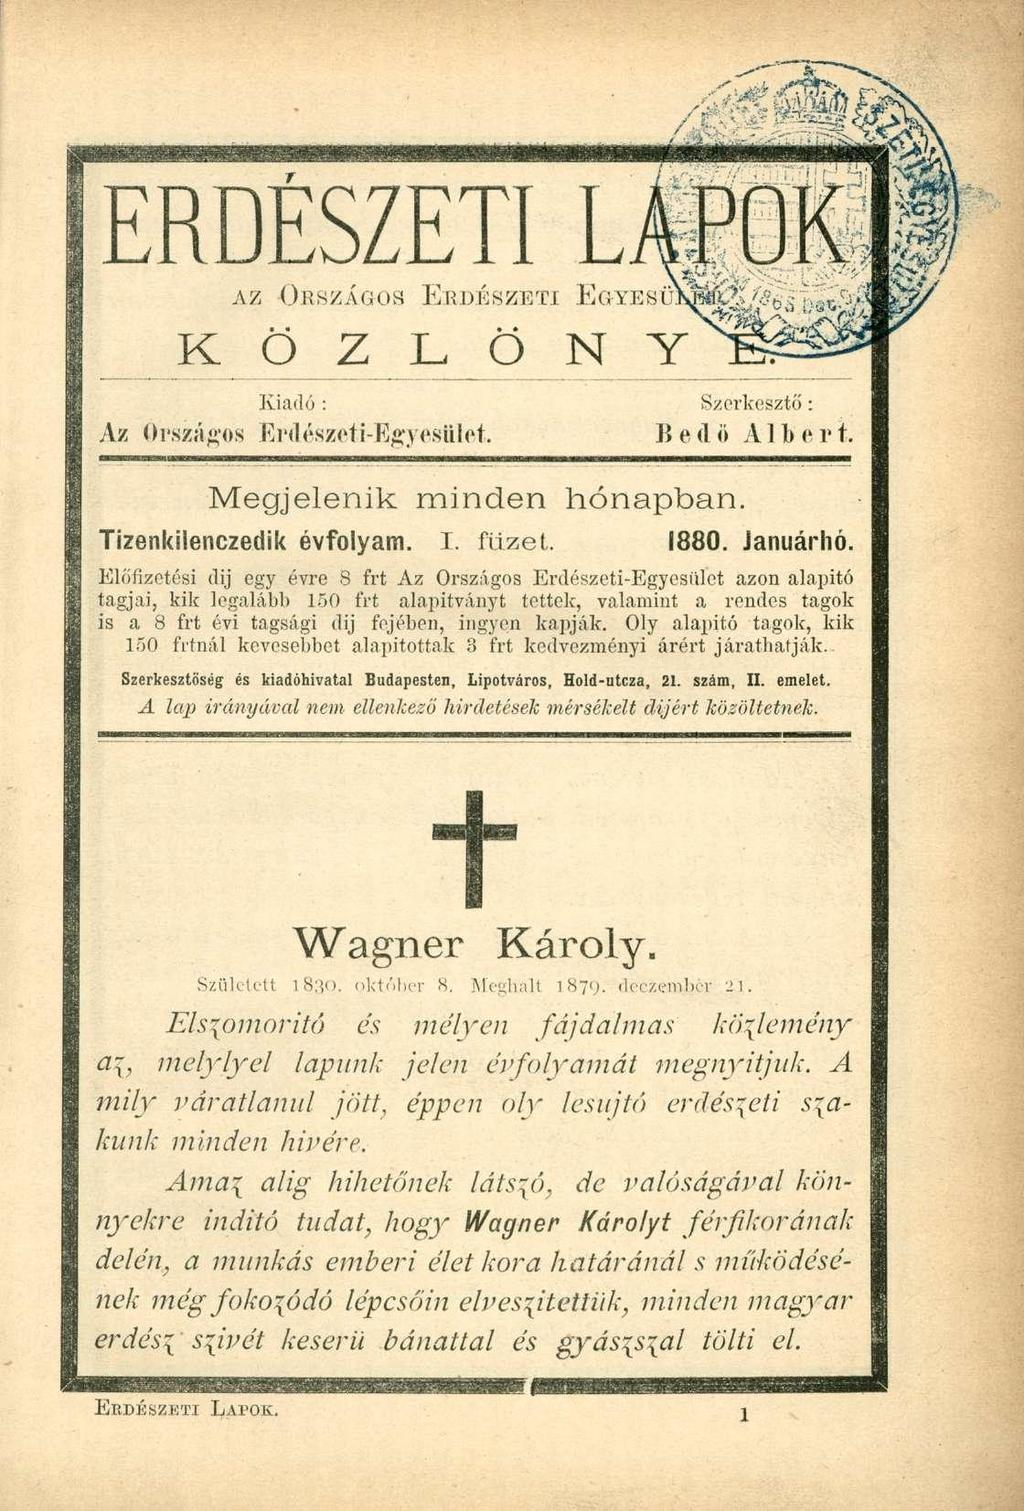 ERDÉSZETI LAPOK
AZ ORSZÁGOS ERDÉSZETI EGYESÜLET
KÖZLÖNYE.
Kiadó :
Az Országos Erdészeti-Egyesület.
Szerkesztő :
Bedő Albert.
Megjelenik minden hónapban.
Tizenkilenczedik évfolyam. I. füzet. 1880. Januárhó.
Előfizetési dij egy évre 8 frt Az Országos Erdészeti-Egyesület azon alapitó
tagjai, kik legalább 150 frt alapitványt tettek, valamint a rendes tagok
is a 8 frt évi tagsági dij fejében, ingyen kapják. Oly alapitó tagok, kik
150 frtnál kevesebbet alapitottak 3 frt kedvezményi árért járathatják.
Szerkesztőség és kiadóhivatal Budapesten, Lipotváros, Hold-utcza, 21. szám, II. emelet.
A lap irányával nem ellenkező hirdetések mérsékelt dijért közöltetnek.
Wagner Károly.
Született 1830. október 8. Meghalt 1879. deczember 21.
Elszomoritó és mélyen fájdalmas közlemény
az, melylyel lapunk jelen évfolyamát megnyitjuk. A
mily váratlanul jött, éppen oly lesujtó erdészeti sza-
kunk minden hivére.
Amaz alig hihetőnek látszó, de valóságával kön-
nyekre inditó tudat, hogy Wagner Károlyt férfikorának
delén, a munkás emberi élet kora határánál s működésé-
nek még fokozódó lépcsőin elveszitettük, minden magyar
erdész szivét keserü bánattal és gyászszal tölti el.
ERDÉSZETI LAPOK.
1